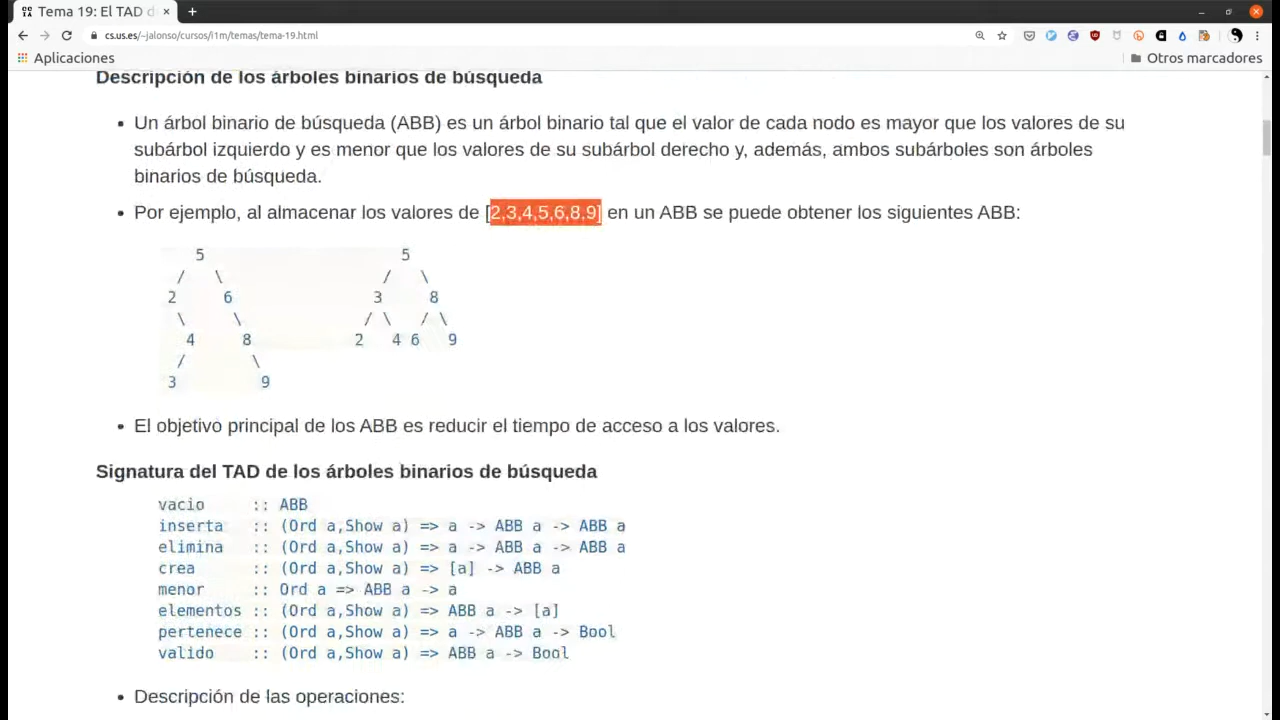 Tema 19: El TAD d
cs.us.es/~jalonso/cursos/i1m/temas/tema-19.html
Aplicaciones
Otros marcadores
Descripción de los árboles binarios de búsqueda
• Un árbol binario de búsqueda (ABB) es un árbol binario tal que el valor de cada nodo es mayor que los valores de su
subárbol izquierdo y es menor que los valores de su subárbol derecho y, además, ambos subárboles son árboles
binarios de búsqueda.
• Por ejemplo, al almacenar los valores de [2,3,4,5,6,8,9] en un ABB se puede obtener los siguientes ABB:
5 5
/ \ / \
2 6 3 8
\ \ / \ / \
4 8 2 4 6 9
/ \
3 9
• El objetivo principal de los ABB es reducir el tiempo de acceso a los valores.
Signatura del TAD de los árboles binarios de búsqueda
vacio :: ABB
inserta :: (Ord a,Show a) => a -> ABB a -> ABB a
elimina :: (Ord a,Show a) => a -> ABB a -> ABB a
crea :: (Ord a,Show a) => [a] -> ABB a
menor :: Ord a => ABB a -> a
elementos :: (Ord a,Show a) => ABB a -> [a]
pertenece :: (Ord a,Show a) => a -> ABB a -> Bool
valido :: (Ord a,Show a) => ABB a -> Bool
• Descripción de las operaciones: